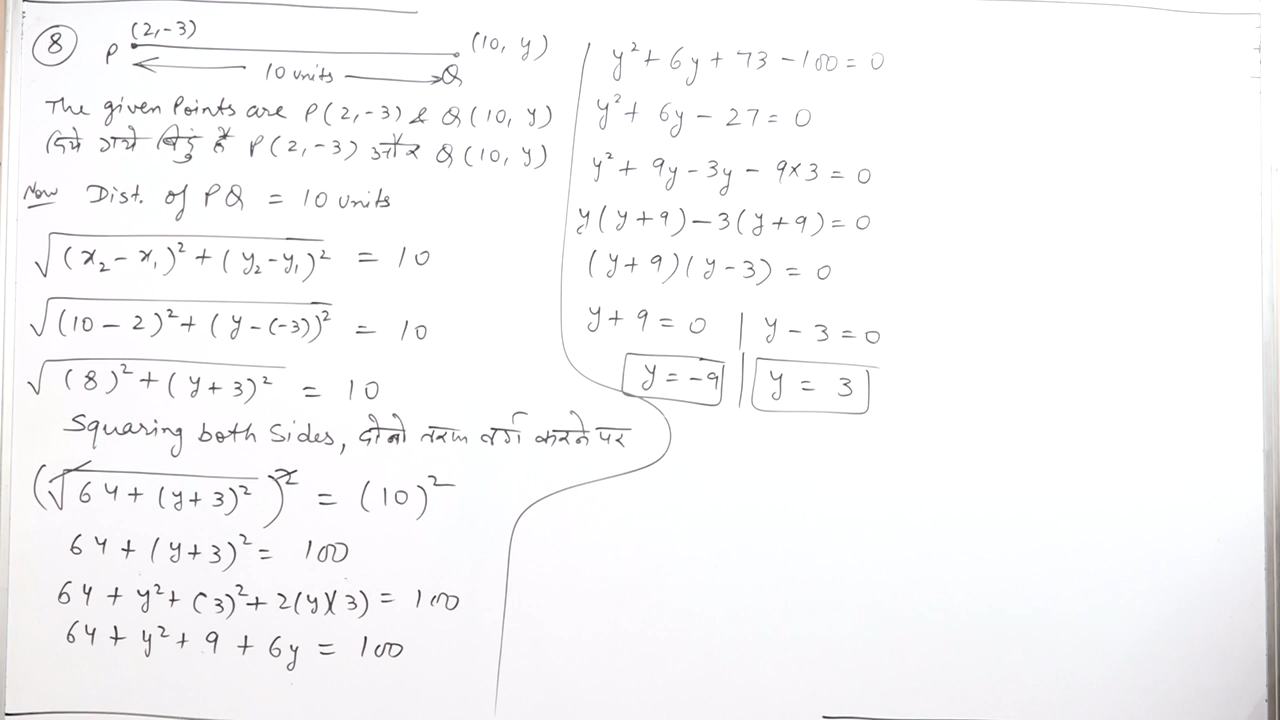 8
(2,-3)
P
(10, y)
10 units
Q
The given Points are P(2,-3) & Q(10, y)
दिये गये बिंदु हैं P(2,-3) और Q(10, y)
Now Dist. of PQ = 10 units
√(x₂ - x₁)² + (y₂ - y₁)² = 10
√(10 - 2)² + (y - (-3))² = 10
√(8)² + (y + 3)² = 10
Squaring both Sides, दोनो तरफ वर्ग करने पर
(√64 + (y + 3)²)² = (10)²
64 + (y + 3)² = 100
64 + y² + (3)² + 2(y)(3) = 100
64 + y² + 9 + 6y = 100
y² + 6y + 73 - 100 = 0
y² + 6y - 27 = 0
y² + 9y - 3y - 9×3 = 0
y(y + 9) - 3(y + 9) = 0
(y + 9)(y - 3) = 0
y + 9 = 0 | y - 3 = 0
y = -9 | y = 3